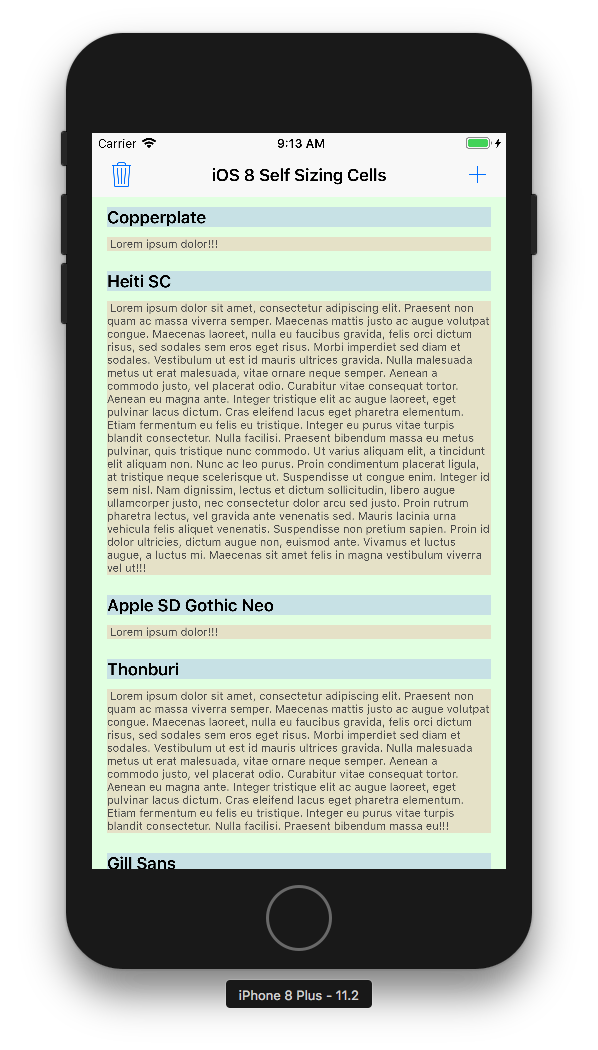 Carrier 9:13 AM
iOS 8 Self Sizing Cells
Copperplate
Lorem ipsum dolor!!!
Heiti SC
Lorem ipsum dolor sit amet, consectetur adipiscing elit. Praesent non
quam ac massa viverra semper. Maecenas mattis justo ac augue volutpat
congue. Maecenas laoreet, nulla eu faucibus gravida, felis orci dictum
risus, sed sodales sem eros eget risus. Morbi imperdiet sed diam et
sodales. Vestibulum ut est id mauris ultrices gravida. Nulla malesuada
metus ut erat malesuada, vitae ornare neque semper. Aenean a
commodo justo, vel placerat odio. Curabitur vitae consequat tortor.
Aenean eu magna ante. Integer tristique elit ac augue laoreet, eget
pulvinar lacus dictum. Cras eleifend lacus eget pharetra elementum.
Etiam fermentum eu felis eu tristique. Integer eu purus vitae turpis
blandit consectetur. Nulla facilisi. Praesent bibendum massa eu metus
pulvinar, quis tristique nunc commodo. Ut varius aliquam elit, a tincidunt
elit aliquam non. Nunc ac leo purus. Proin condimentum placerat ligula,
at tristique neque scelerisque ut. Suspendisse ut congue enim. Integer id
sem nisl. Nam dignissim, lectus et dictum sollicitudin, libero augue
ullamcorper justo, nec consectetur dolor arcu sed justo. Proin rutrum
pharetra lectus, vel gravida ante venenatis sed. Mauris lacinia urna
vehicula felis aliquet venenatis. Suspendisse non pretium sapien. Proin id
dolor ultricies, dictum augue non, euismod ante. Vivamus et luctus
augue, a luctus mi. Maecenas sit amet felis in magna vestibulum viverra
vel ut!!!
Apple SD Gothic Neo
Lorem ipsum dolor!!!
Thonburi
Lorem ipsum dolor sit amet, consectetur adipiscing elit. Praesent non
quam ac massa viverra semper. Maecenas mattis justo ac augue volutpat
congue. Maecenas laoreet, nulla eu faucibus gravida, felis orci dictum
risus, sed sodales sem eros eget risus. Morbi imperdiet sed diam et
sodales. Vestibulum ut est id mauris ultrices gravida. Nulla malesuada
metus ut erat malesuada, vitae ornare neque semper. Aenean a
commodo justo, vel placerat odio. Curabitur vitae consequat tortor.
Aenean eu magna ante. Integer tristique elit ac augue laoreet, eget
pulvinar lacus dictum. Cras eleifend lacus eget pharetra elementum.
Etiam fermentum eu felis eu tristique. Integer eu purus vitae turpis
blandit consectetur. Nulla facilisi. Praesent bibendum massa eu!!!
Gill Sans
iPhone 8 Plus - 11.2